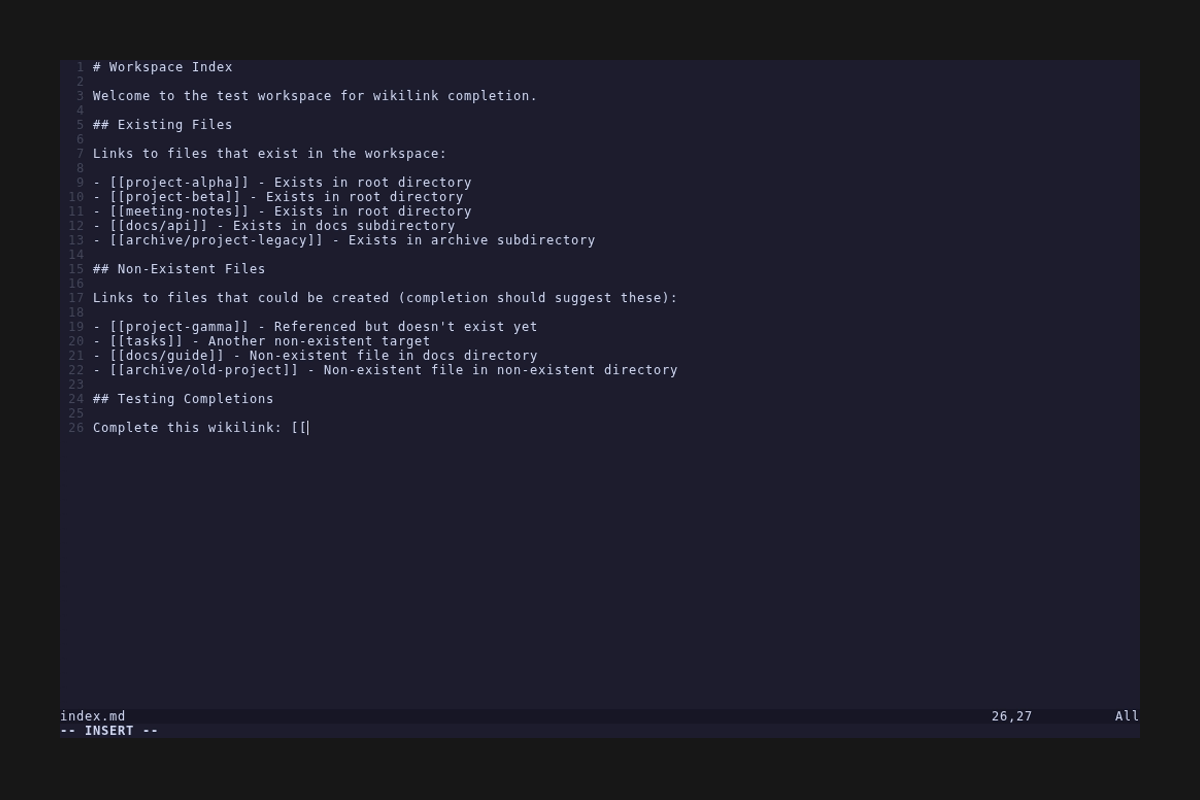 1 # Workspace Index
2
3 Welcome to the test workspace for wikilink completion.
4
5 ## Existing Files
6
7 Links to files that exist in the workspace:
8
9 - [[project-alpha]] - Exists in root directory
10 - [[project-beta]] - Exists in root directory
11 - [[meeting-notes]] - Exists in root directory
12 - [[docs/api]] - Exists in docs subdirectory
13 - [[archive/project-legacy]] - Exists in archive subdirectory
14
15 ## Non-Existent Files
16
17 Links to files that could be created (completion should suggest these):
18
19 - [[project-gamma]] - Referenced but doesn't exist yet
20 - [[tasks]] - Another non-existent target
21 - [[docs/guide]] - Non-existent file in docs directory
22 - [[archive/old-project]] - Non-existent file in non-existent directory
23
24 ## Testing Completions
25
26 Complete this wikilink: [[
index.md 26,27 All
-- INSERT --